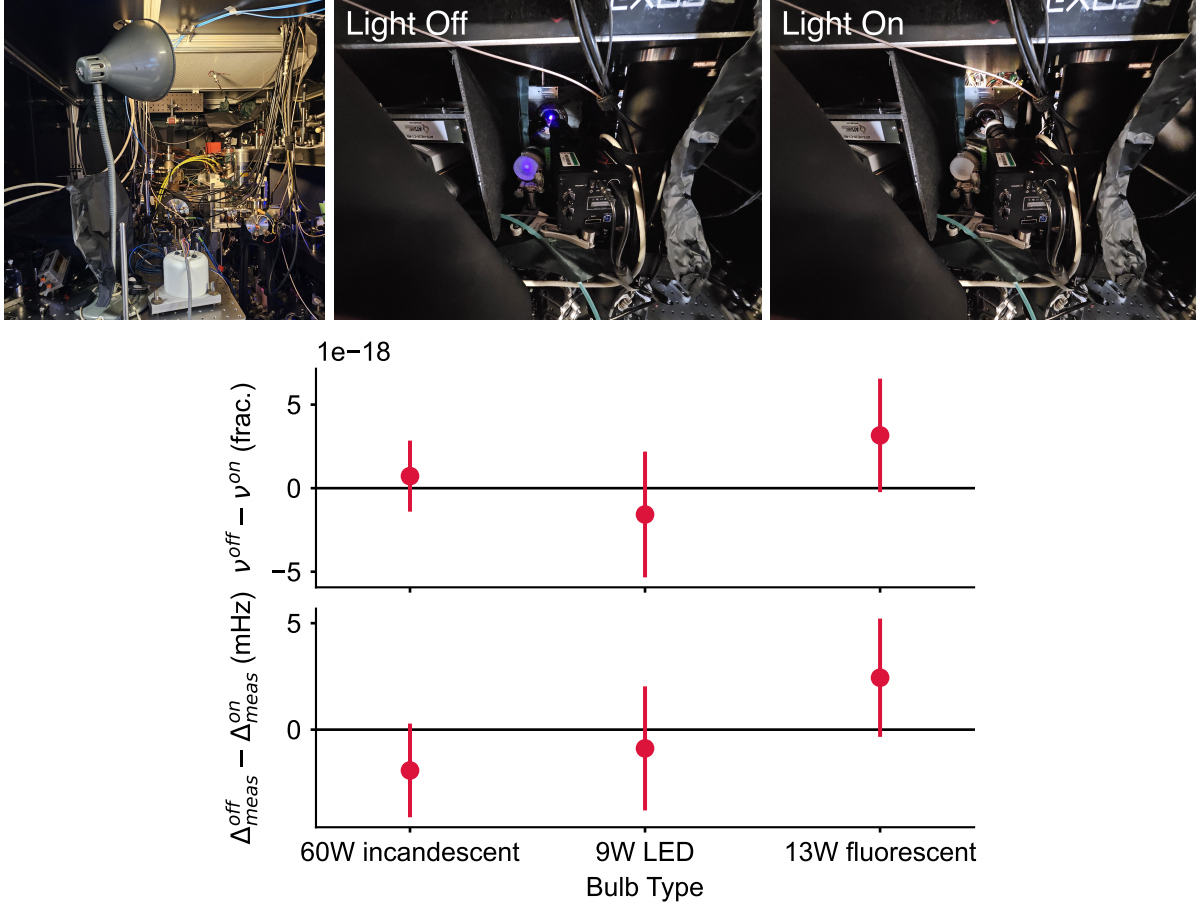 Light Off
Light On
1e−18
5
0
−5
ν^off − ν^on (frac.)
5
0
Δ^off_meas − Δ^on_meas (mHz)
60W incandescent
9W LED
13W fluorescent
Bulb Type